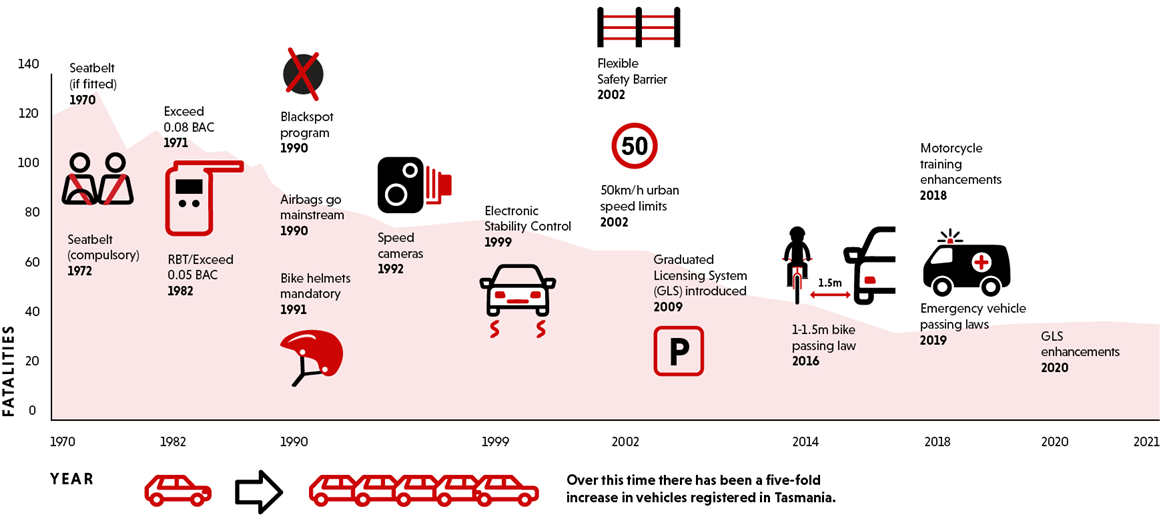 140
120
100
80
60
40
20
0
FATALITIES
Seatbelt
(if fitted)
1970
Seatbelt
(compulsory)
1972
Exceed
0.08 BAC
1971
RBT/Exceed
0.05 BAC
1982
Blackspot
program
1990
Airbags go
mainstream
1990
Bike helmets
mandatory
1991
Speed
cameras
1992
Electronic
Stability Control
1999
Flexible
Safety Barrier
2002
50
50km/h urban
speed limits
2002
Graduated
Licensing System
(GLS) introduced
2009
P
1.5m
1-1.5m bike
passing law
2016
Motorcycle
training
enhancements
2018
Emergency vehicle
passing laws
2019
GLS
enhancements
2020
1970
1982
1990
1999
2002
2014
2018
2020
2021
YEAR
Over this time there has been a five-fold
increase in vehicles registered in Tasmania.